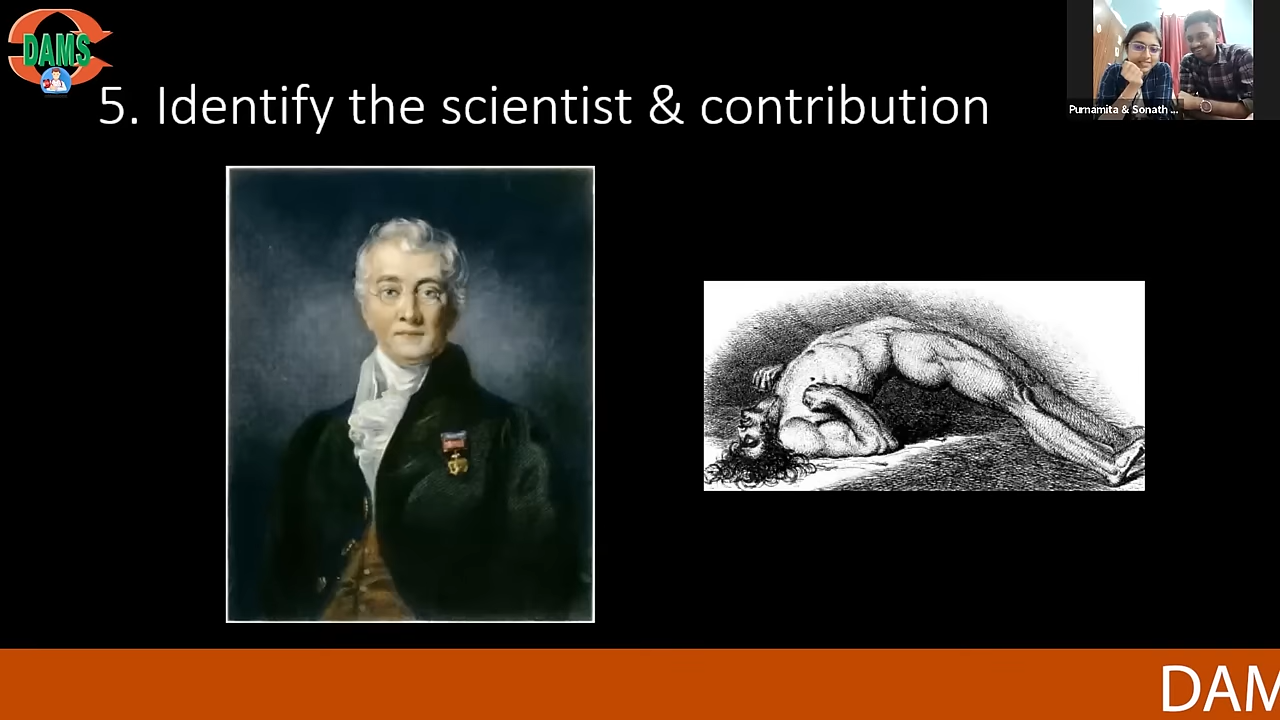 DAMS
5. Identify the scientist & contribution
Purnamita & Sonath ...
DAM